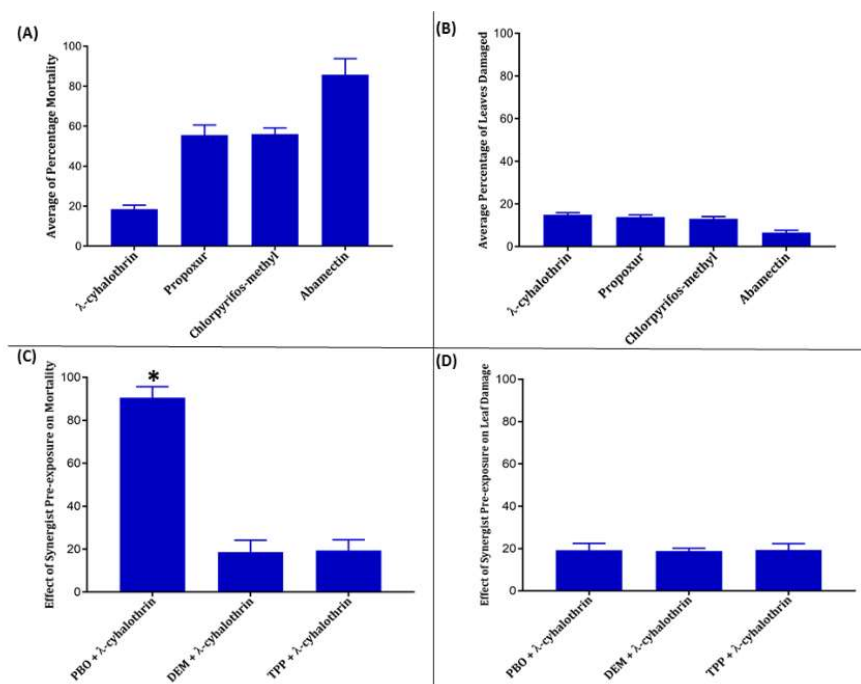 (A)
Average of Percentage Mortality
100
80
60
40
20
0
λ-cyhalothrin
Propoxur
Chlorpyrifos-methyl
Abamectin
(B)
Average Percentage of Leaves Damaged
100
80
60
40
20
0
λ-cyhalothrin
Propoxur
Chlorpyrifos-methyl
Abamectin
(C)
Effect of Synergist Pre-exposure on Mortality
100
80
60
40
20
0
*
PBO + λ-cyhalothrin
DEM + λ-cyhalothrin
TPP + λ-cyhalothrin
(D)
Effect of Synergist Pre-exposure on Leaf Damage
100
80
60
40
20
0
PBO + λ-cyhalothrin
DEM + λ-cyhalothrin
TPP + λ-cyhalothrin